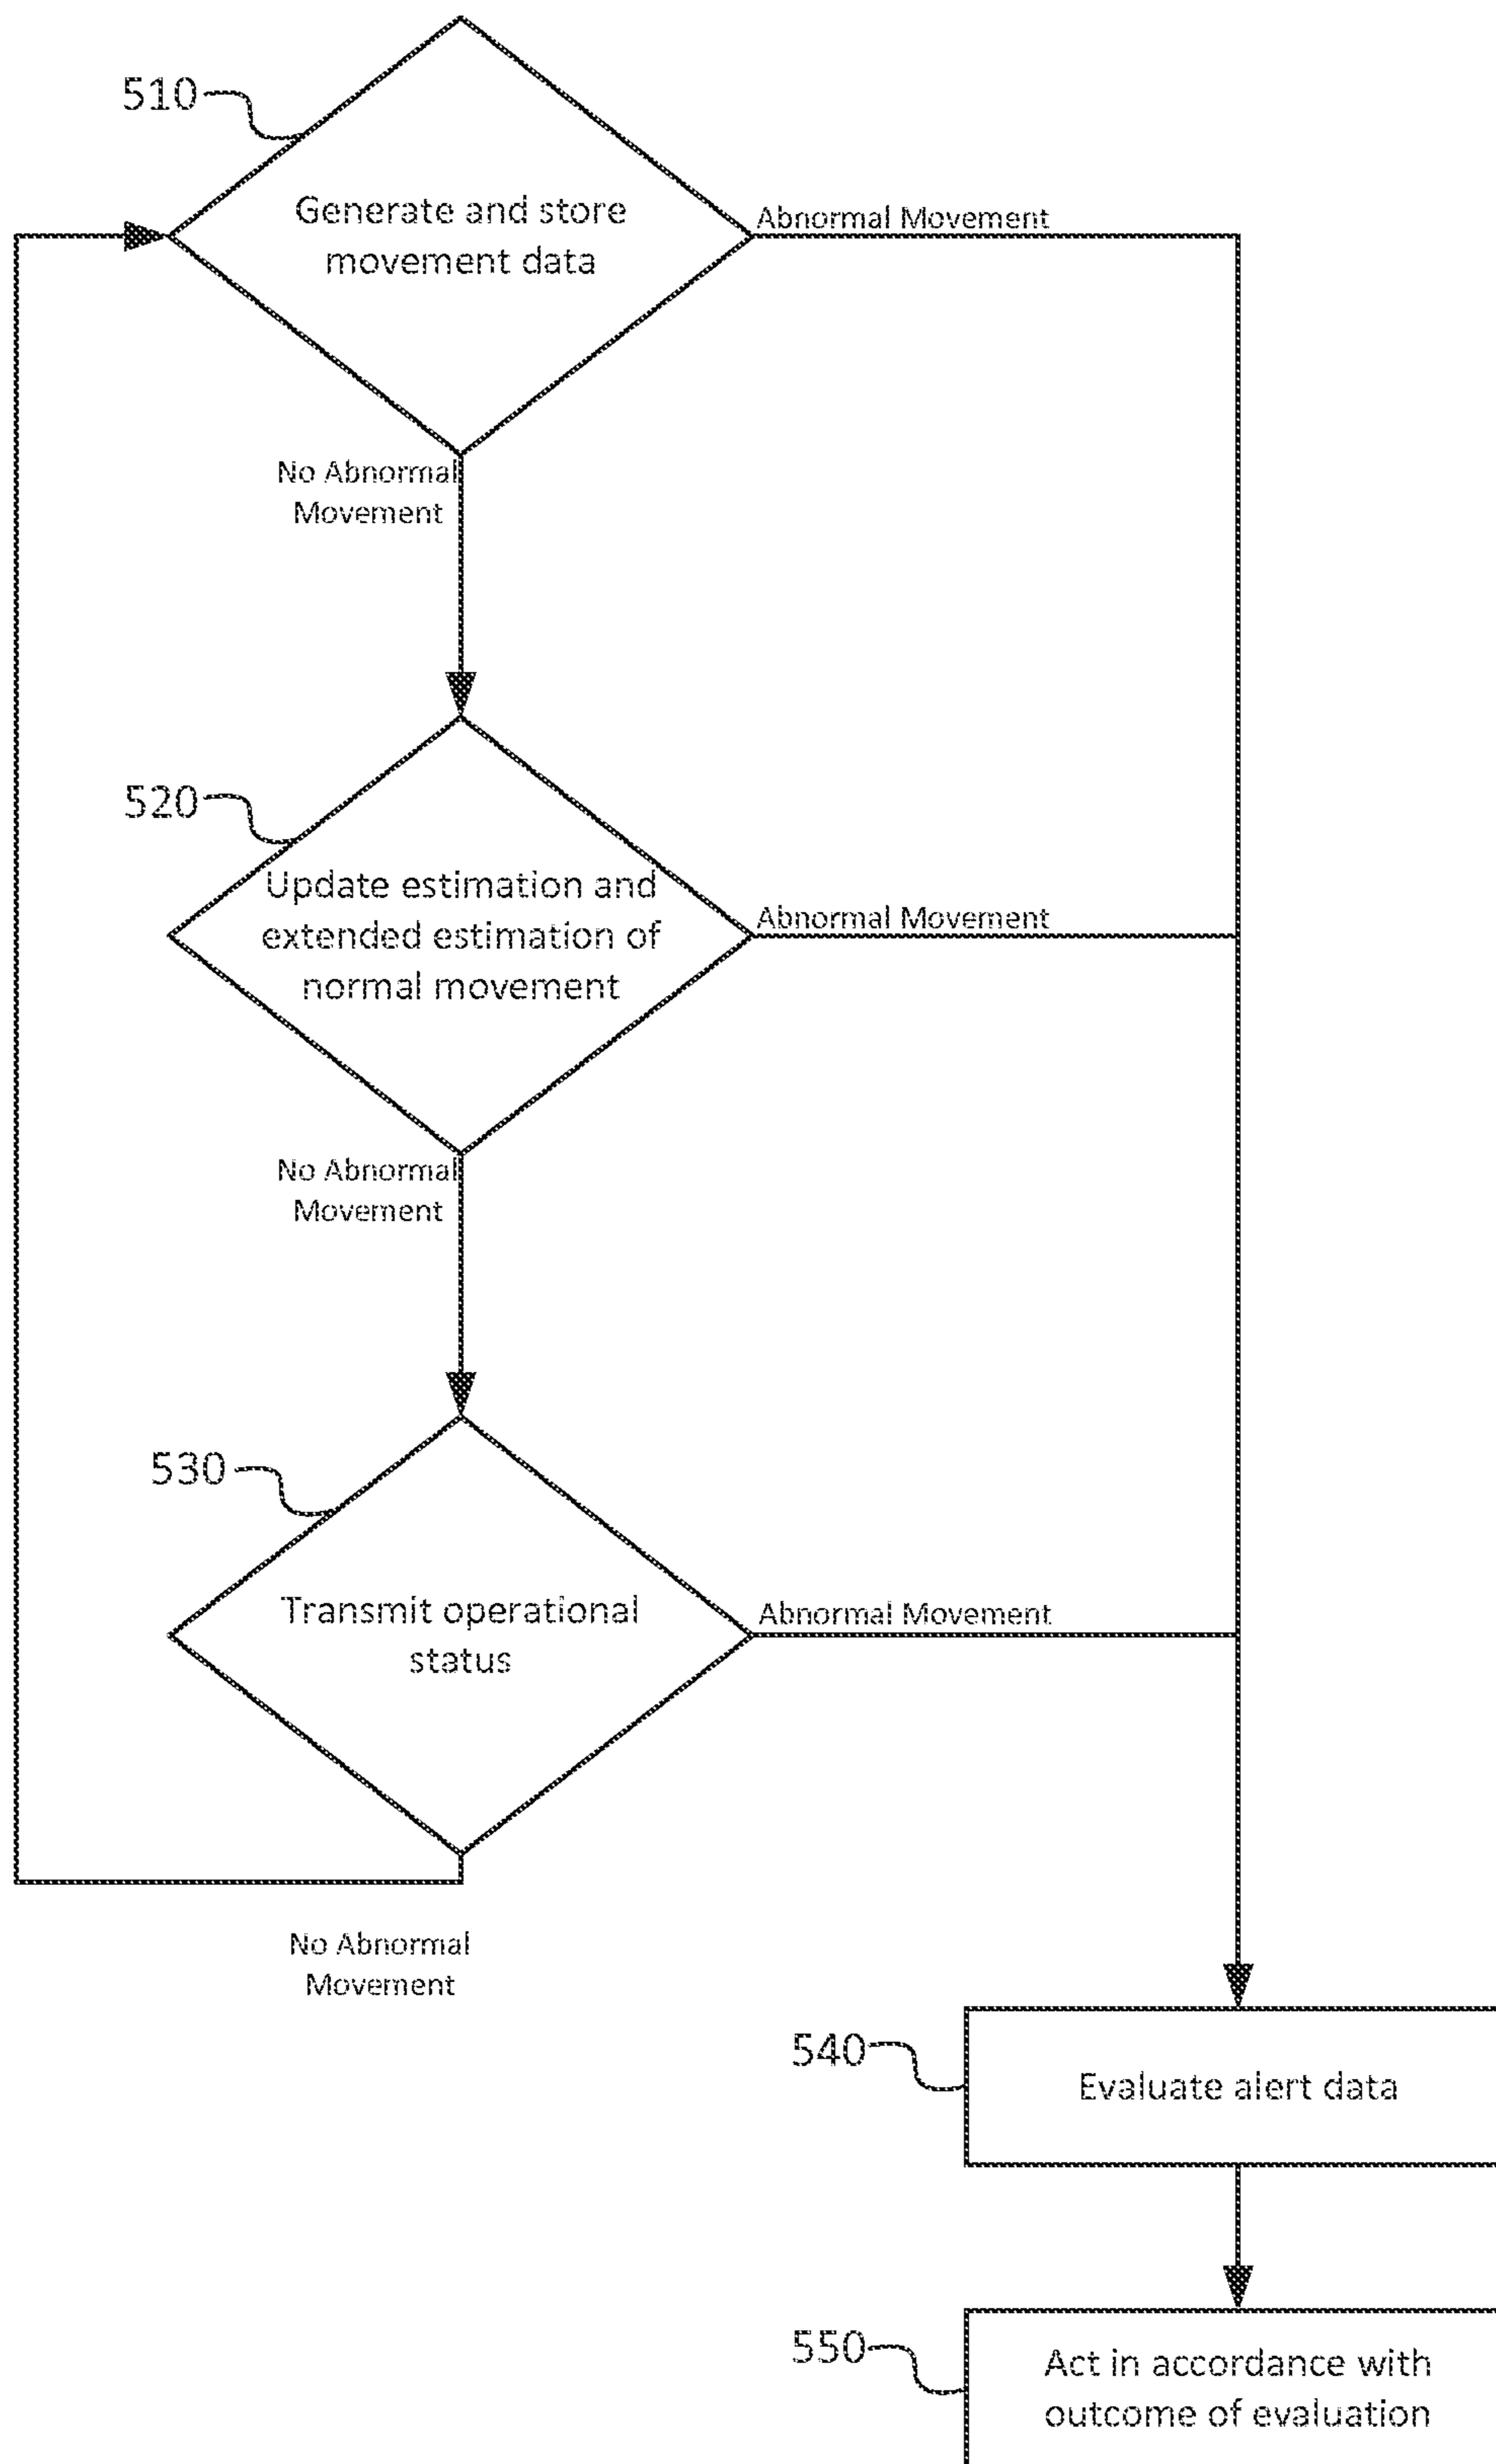 510
Generate and store
movement data
Abnormal Movement
No Abnormal
Movement
520
Update estimation and
extended estimation of
normal movement
Abnormal Movement
No Abnormal
Movement
530
Transmit operational
status
Abnormal Movement
No Abnormal
Movement
540
Evaluate alert data
550
Act in accordance with
outcome of evaluation